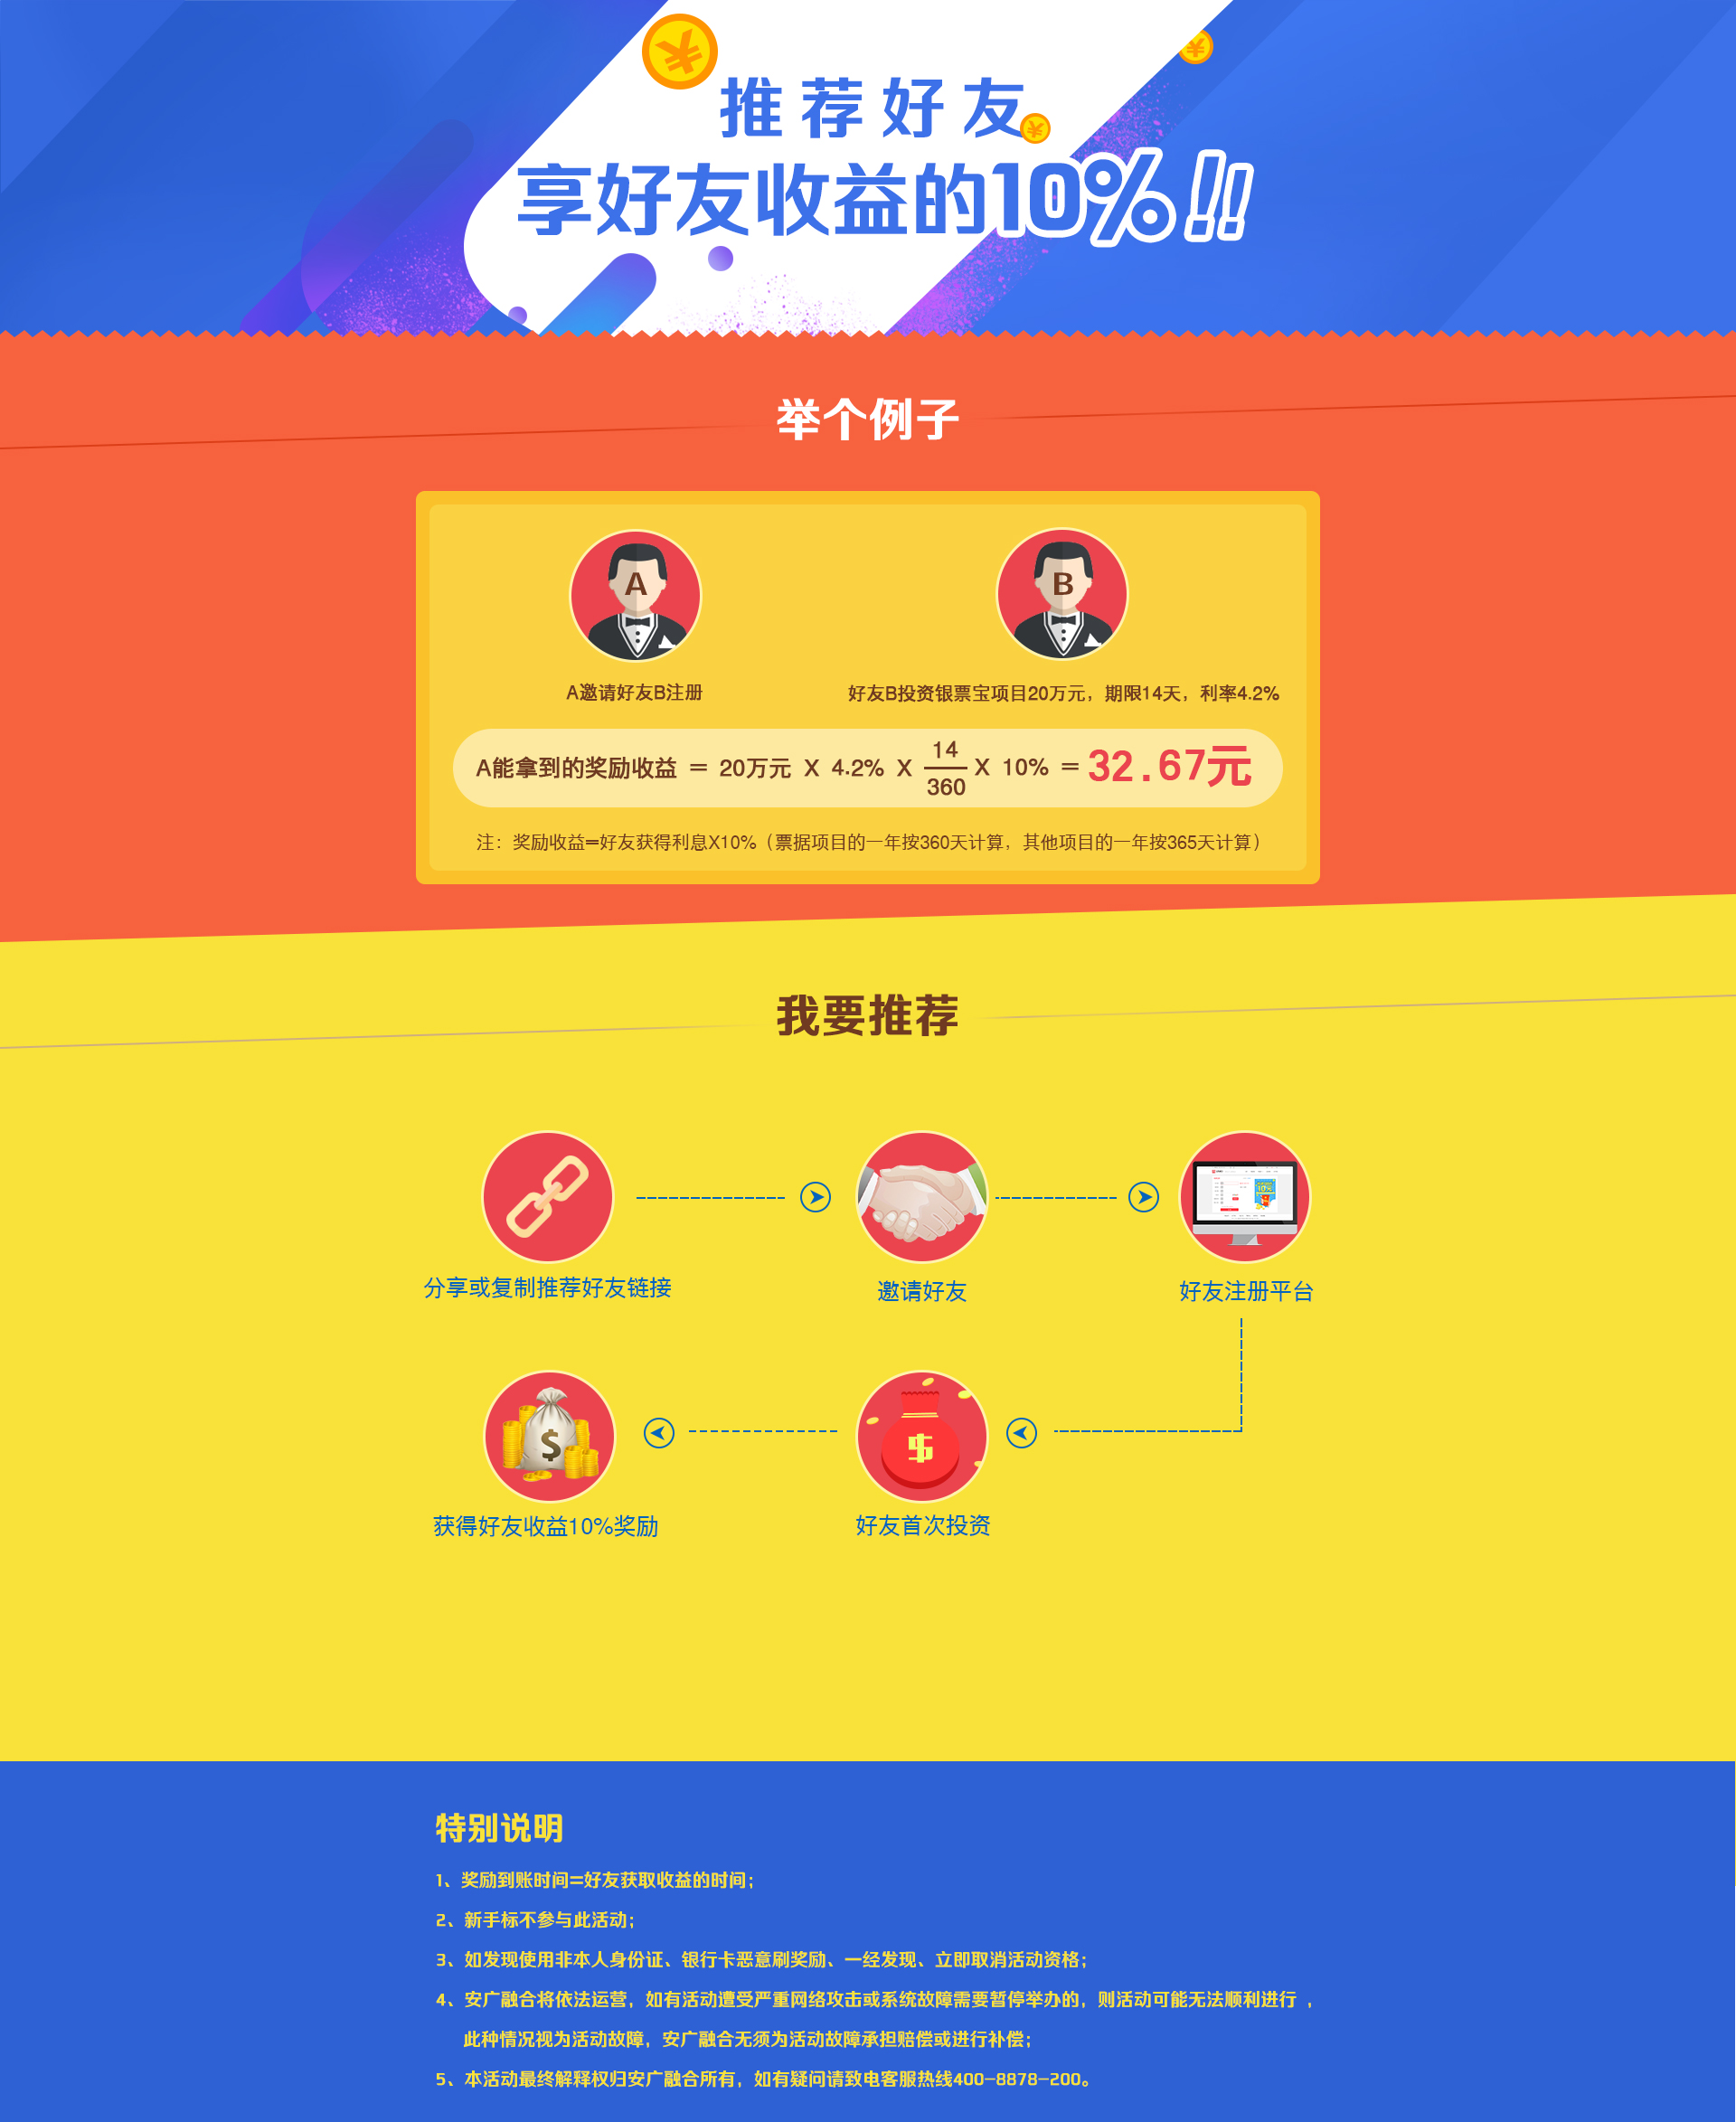 推荐好友
享好友收益的10%!!
举个例子
A
B
A邀请好友B注册
好友B投资银票宝项目20万元，期限14天，利率4.2%
A能拿到的奖励收益 = 20万元 X 4.2% X 14/360 X 10% = 32.67元
注：奖励收益=好友获得利息X10%（票据项目的一年按360天计算，其他项目的一年按365天计算）
我要推荐
分享或复制推荐好友链接
邀请好友
好友注册平台
获得好友收益10%奖励
好友首次投资
特别说明
1、奖励到账时间=好友获取收益的时间；
2、新手标不参与此活动；
3、如发现使用非本人身份证、银行卡恶意刷奖励、一经发现、立即取消活动资格；
4、安广融合将依法运营，如有活动遭受严重网络攻击或系统故障需要暂停举办的，则活动可能无法顺利进行 ，
此种情况视为活动故障，安广融合无须为活动故障承担赔偿或进行补偿；
5、本活动最终解释权归安广融合所有，如有疑问请致电客服热线400-8878-200。